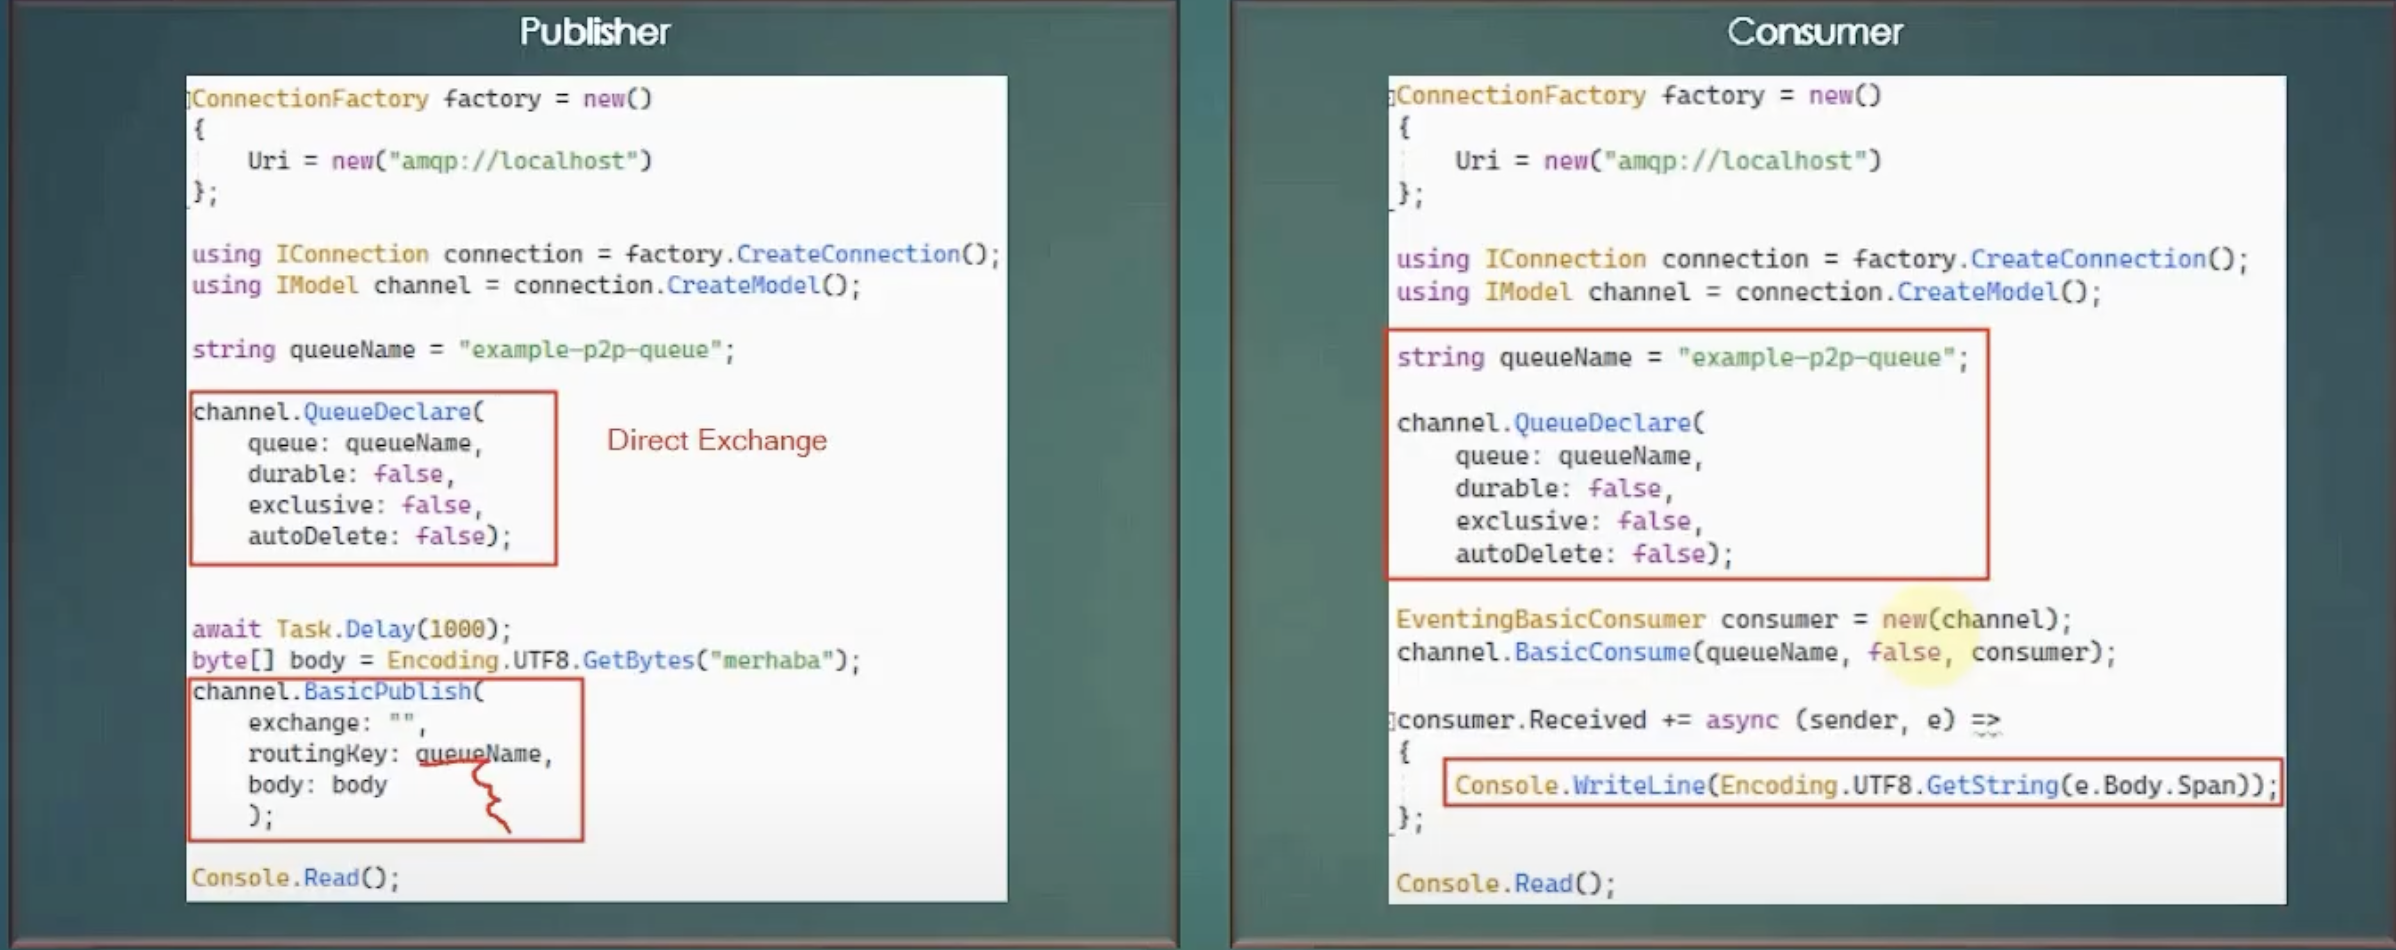 Publisher
ConnectionFactory factory = new()
{
    Uri = new("amqp://localhost")
};
using IConnection connection = factory.CreateConnection();
using IModel channel = connection.CreateModel();
string queueName = "example-p2p-queue";
channel.QueueDeclare(
    queue: queueName,
    durable: false,
    exclusive: false,
    autoDelete: false);
Direct Exchange
await Task.Delay(1000);
byte[] body = Encoding.UTF8.GetBytes("merhaba");
channel.BasicPublish(
    exchange: "",
    routingKey: queueName,
    body: body
    );
Console.Read();
Consumer
ConnectionFactory factory = new()
{
    Uri = new("amqp://localhost")
};
using IConnection connection = factory.CreateConnection();
using IModel channel = connection.CreateModel();
string queueName = "example-p2p-queue";
channel.QueueDeclare(
    queue: queueName,
    durable: false,
    exclusive: false,
    autoDelete: false);
EventingBasicConsumer consumer = new(channel);
channel.BasicConsume(queueName, false, consumer);
consumer.Received += async (sender, e) =>
{
    Console.WriteLine(Encoding.UTF8.GetString(e.Body.Span));
};
Console.Read();